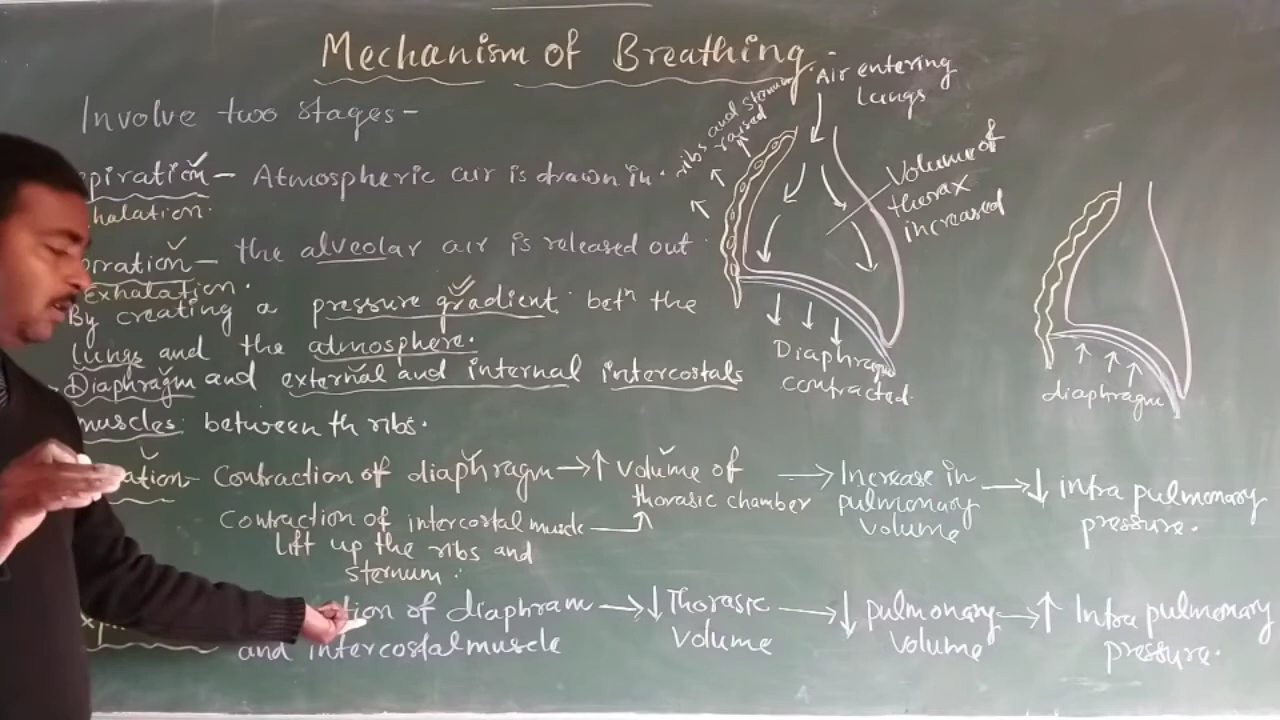 Mechanism of Breathing.
Involve two stages-
piration - Atmospheric air is drawn in.
halation.
piration - the alveolar air is released out.
exhalation.
By creating a pressure gradient betn the
lungs and the atmosphere.
Diaphragm and external and internal intercostals
muscles between th ribs.
ation - Contraction of diaphragm → ↑ volume of
thorasic chamber
→ Increase in
pulmonary
volume
→ ↓ intra pulmonary
pressure.
Contraction of intercostal muscle
Lift up the ribs and
sternum.
tion of diaphram
and intercostal muscle
→ ↓ Thorasic
volume
→ ↓ pulmonary
volume
→ ↑ Intra pulmonary
pressure.
Air entering
lungs
ribs and sternum
raised
Volume of
thorax
increased
Diaphragm
contracted.
diaphragm